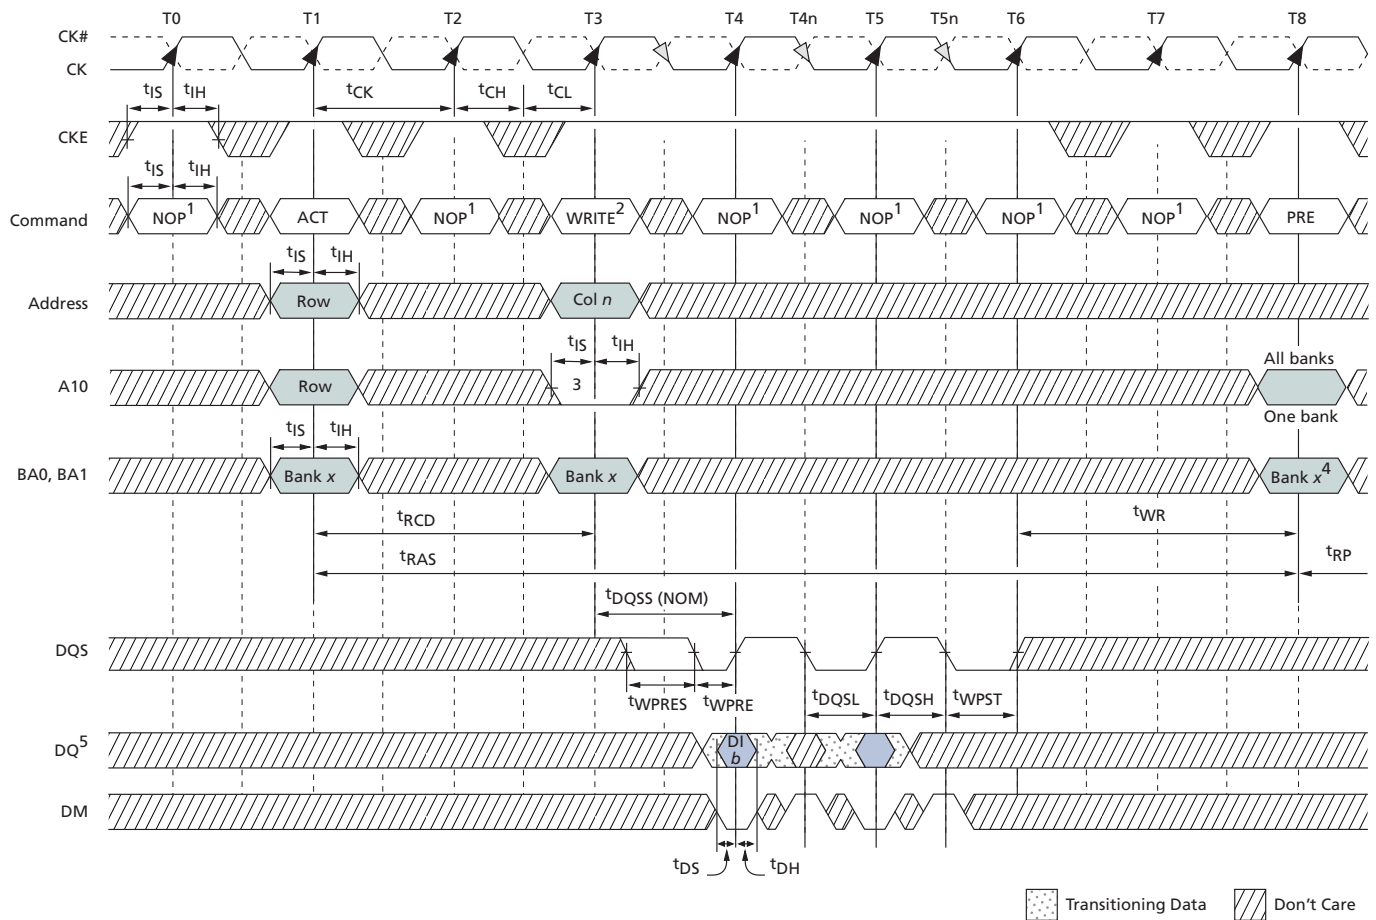 T0 T1 T2 T3 T4 T4n T5 T5n T6 T7 T8
CK#
CK
tIS tIH tCK tCH tCL
CKE
tIS tIH
Command NOP1 ACT NOP1 WRITE2 NOP1 NOP1 NOP1 NOP1 PRE
tIS tIH
Address Row Col n
tIS tIH
All banks
A10 Row 3
One bank
tIS tIH
BA0, BA1 Bank x Bank x Bank x4
tRCD tWR
tRAS tRP
tDQSS (NOM)
DQS
tWPRES tWPRE tDQSL tDQSH tWPST
DQ5 DI
b
DM
tDS tDH
Transitioning Data Don't Care